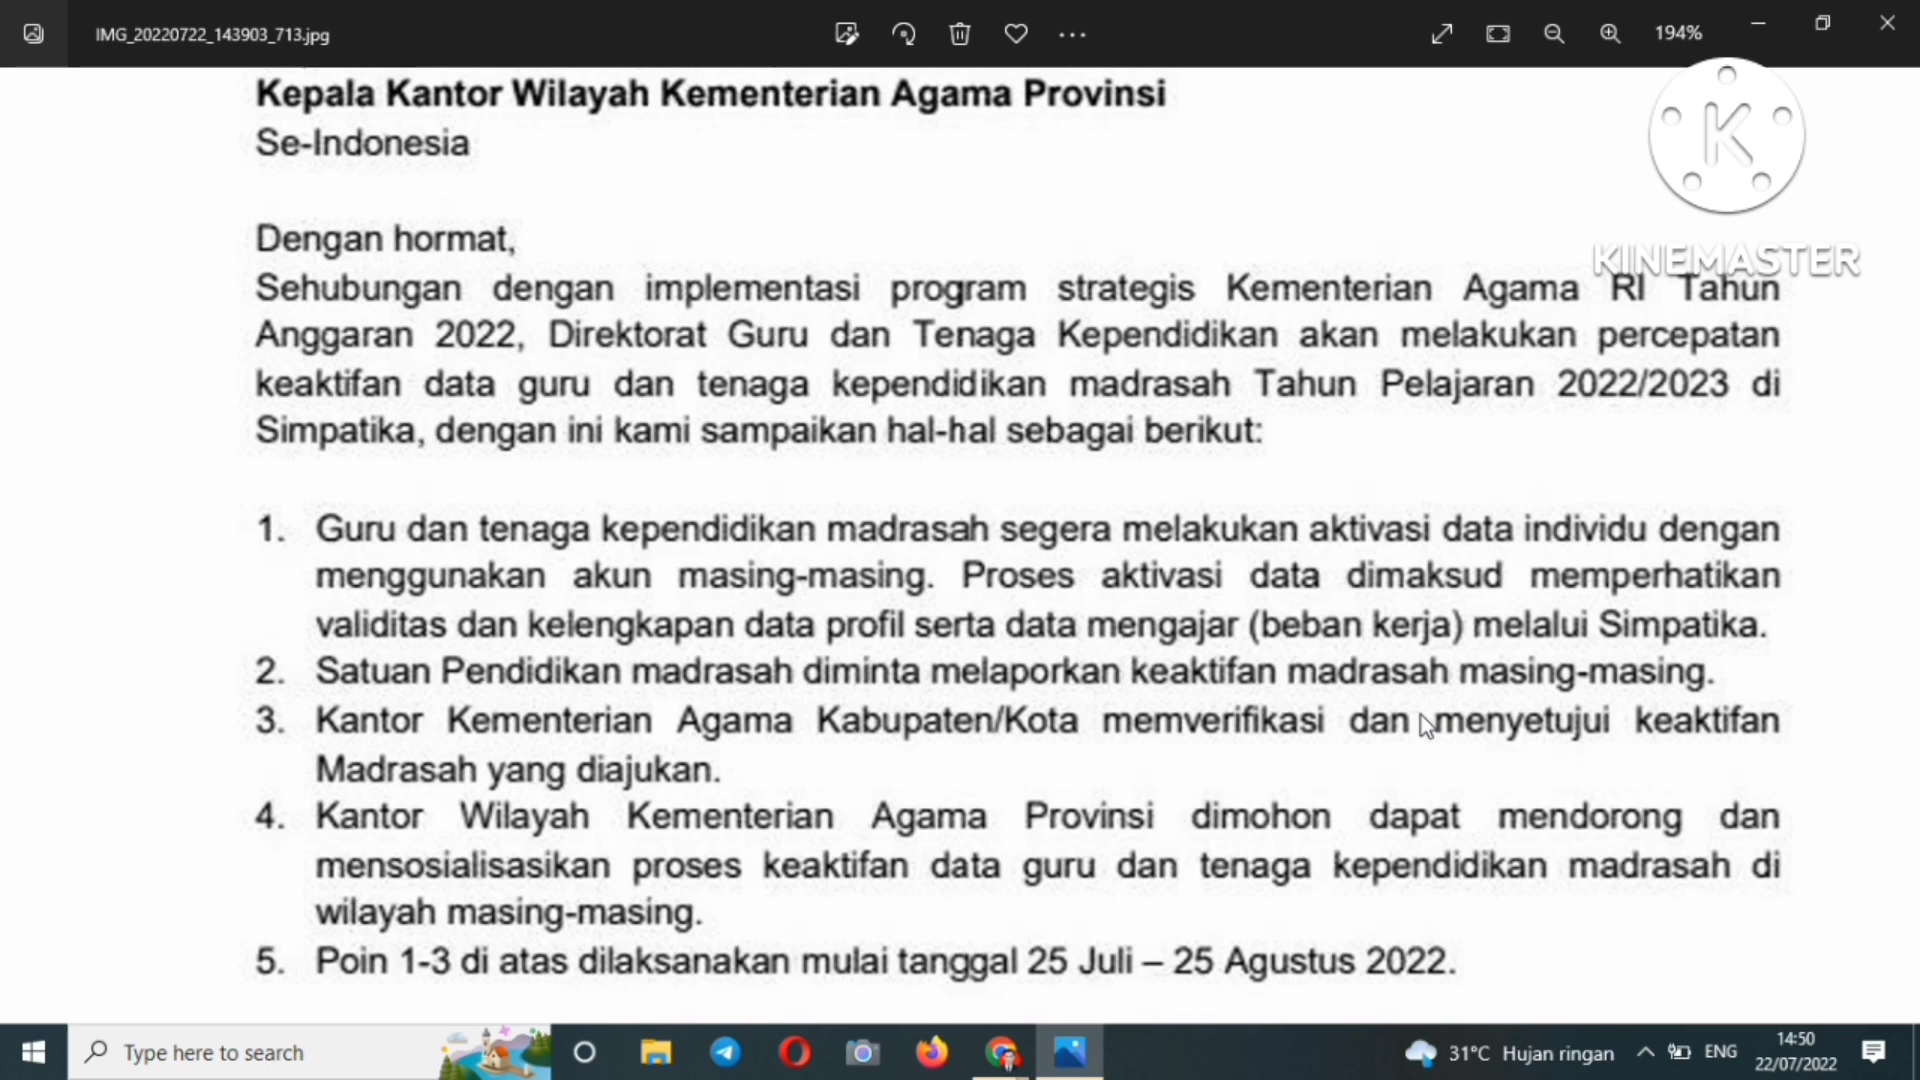 IMG_20220722_143903_713.jpg
194%
Kepala Kantor Wilayah Kementerian Agama Provinsi
Se-Indonesia
K
KINEMASTER
Dengan hormat,
Sehubungan dengan implementasi program strategis Kementerian Agama RI Tahun
Anggaran 2022, Direktorat Guru dan Tenaga Kependidikan akan melakukan percepatan
keaktifan data guru dan tenaga kependidikan madrasah Tahun Pelajaran 2022/2023 di
Simpatika, dengan ini kami sampaikan hal-hal sebagai berikut:
1. Guru dan tenaga kependidikan madrasah segera melakukan aktivasi data individu dengan
menggunakan akun masing-masing. Proses aktivasi data dimaksud memperhatikan
validitas dan kelengkapan data profil serta data mengajar (beban kerja) melalui Simpatika.
2. Satuan Pendidikan madrasah diminta melaporkan keaktifan madrasah masing-masing.
3. Kantor Kementerian Agama Kabupaten/Kota memverifikasi dan menyetujui keaktifan
Madrasah yang diajukan.
4. Kantor Wilayah Kementerian Agama Provinsi dimohon dapat mendorong dan
mensosialisasikan proses keaktifan data guru dan tenaga kependidikan madrasah di
wilayah masing-masing.
5. Poin 1-3 di atas dilaksanakan mulai tanggal 25 Juli – 25 Agustus 2022.
Type here to search
31°C Hujan ringan
ENG
14:50
22/07/2022